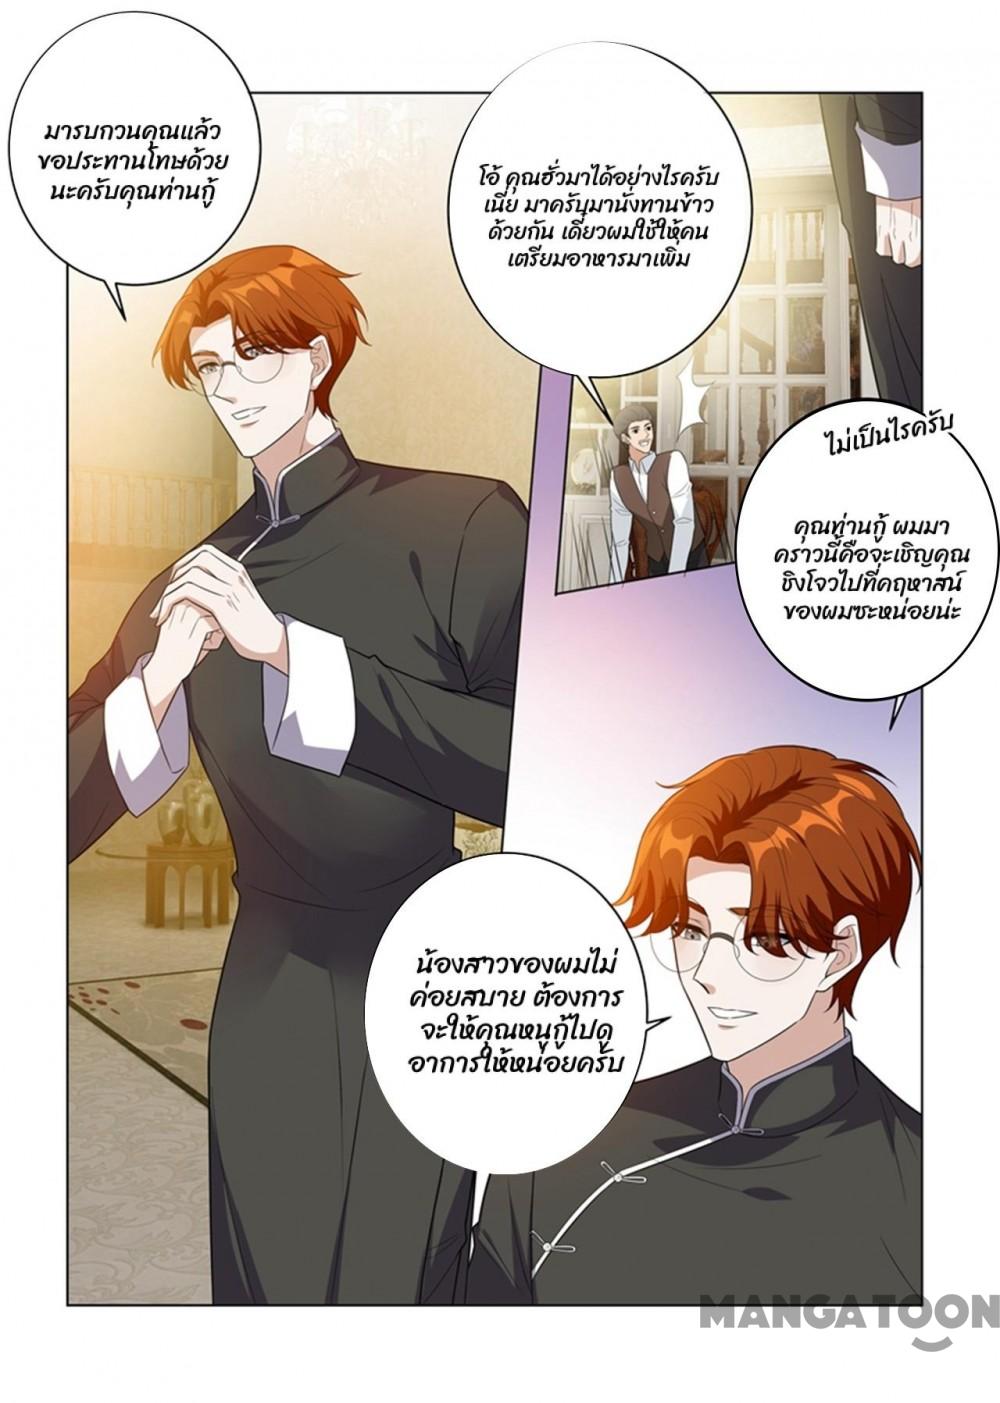 มารบกวนคุณแล้ว
ขอประทานโทษด้วย
นะครับคุณท่านกู้
โอ้ คุณฮั่วมาได้อย่างไรครับ
เนี่ย มาครับมานั่งทานข้าว
ด้วยกัน เดี๋ยวผมใช้ให้คน
เตรียมอาหารมาเพิ่ม
ไม่เป็นไรครับ
คุณท่านกู้ ผมมา
คราวนี้คือจะเชิญคุณ
ชิงโจวไปที่คฤหาสน์
ของผมซะหน่อยน่ะ
น้องสาวของผมไม่
ค่อยสบาย ต้องการ
จะให้คุณหนูกู้ไปดู
อาการให้หน่อยครับ
MANGATOON